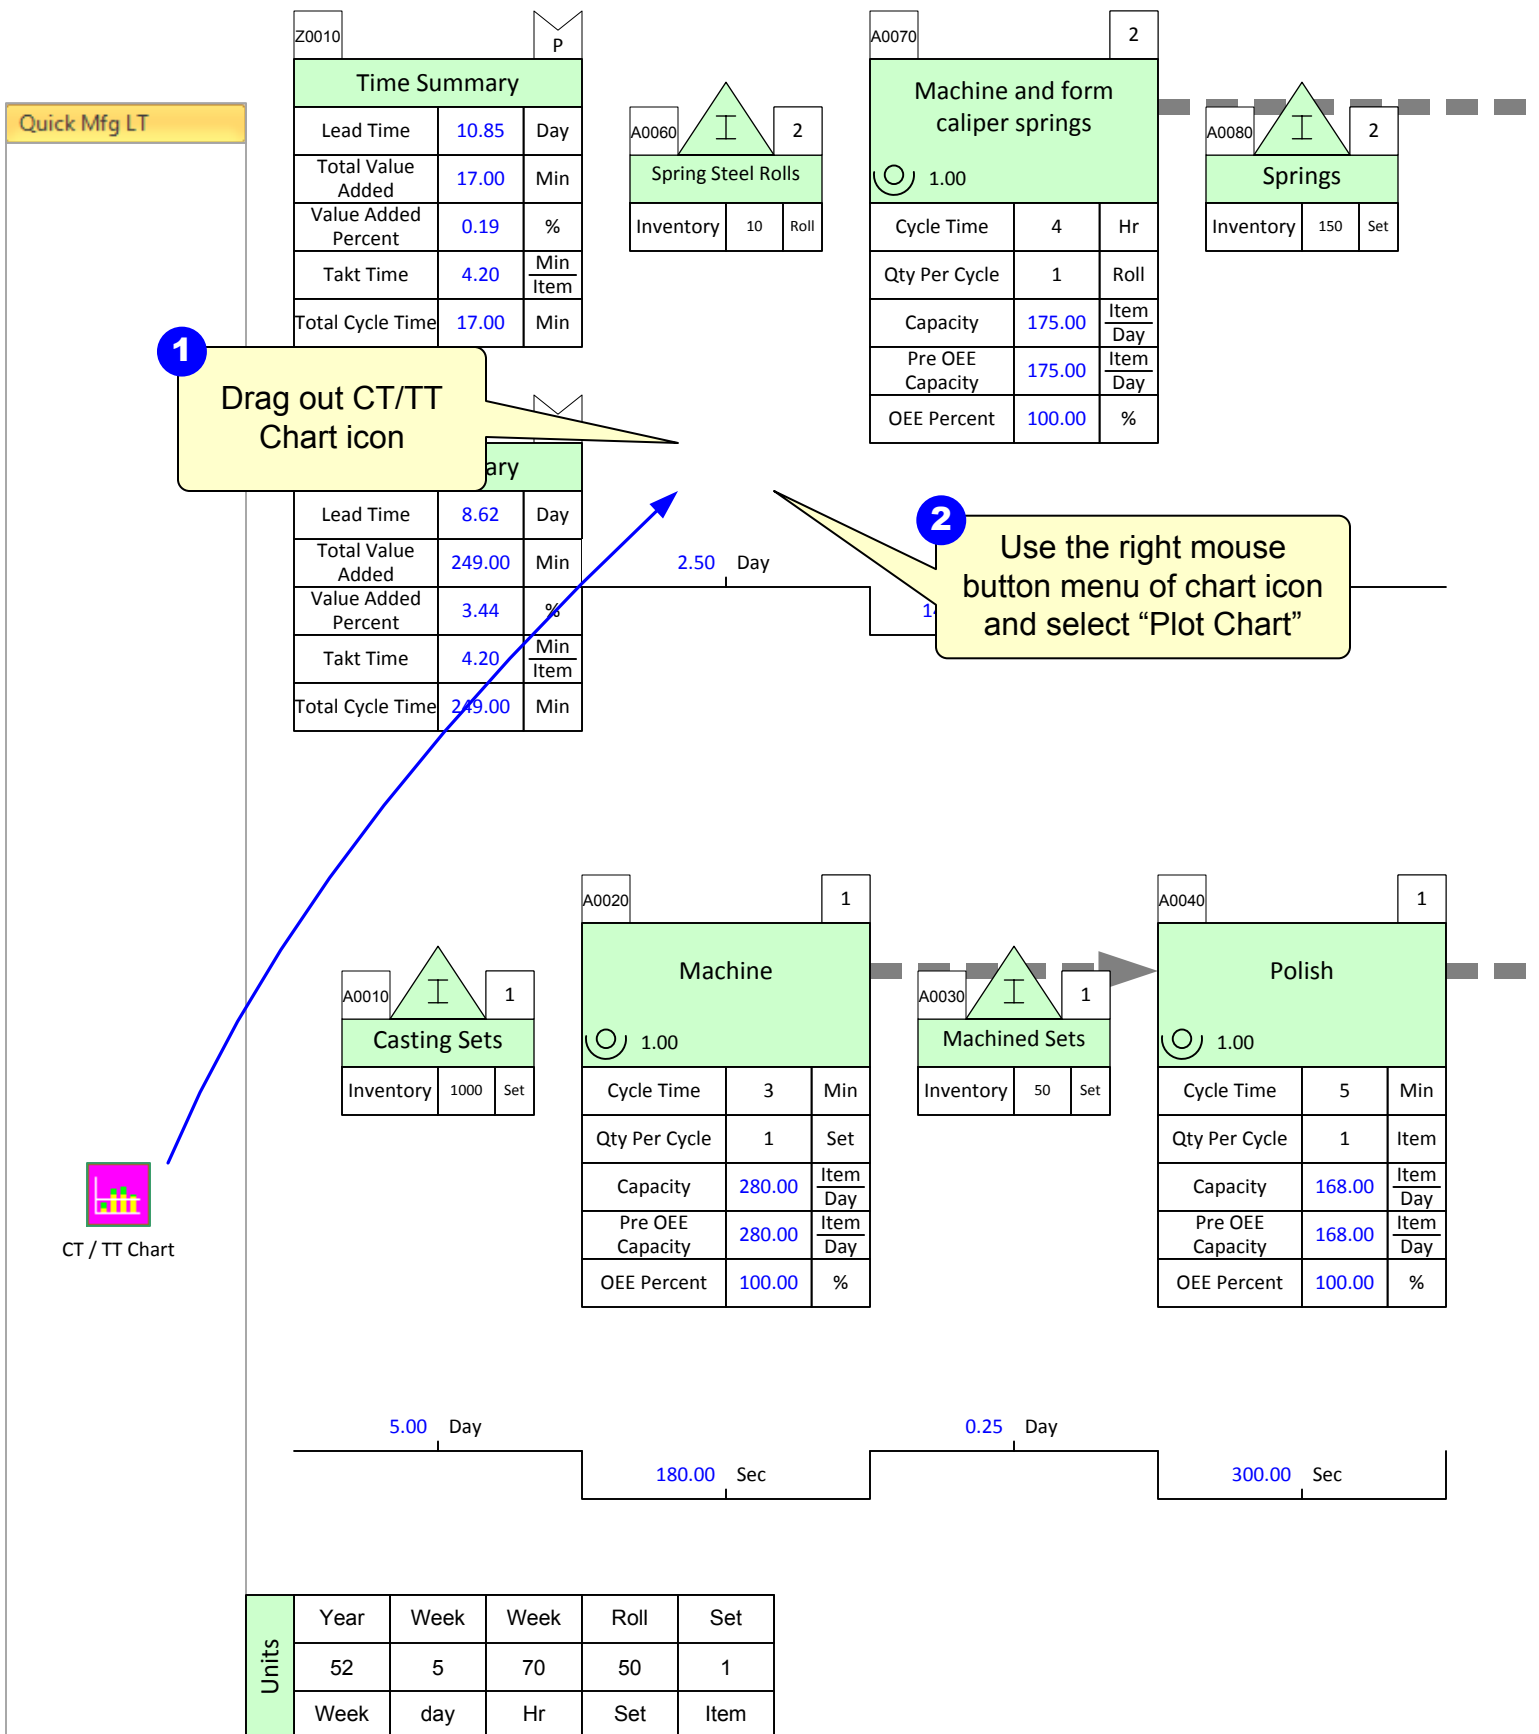 Quick Mfg LT
Z0010
P
Time Summary
Lead Time 10.85 Day
Total Value
Added 17.00 Min
Value Added
Percent 0.19 %
Takt Time 4.20 Min
Item
Total Cycle Time 17.00 Min
A0060 I 2
Spring Steel Rolls
Inventory 10 Roll
A0070 2
Machine and form
caliper springs
1.00
Cycle Time 4 Hr
Qty Per Cycle 1 Roll
Capacity 175.00 Item
Day
Pre OEE
Capacity 175.00 Item
Day
OEE Percent 100.00 %
A0080 I 2
Springs
Inventory 150 Set
1
Drag out CT/TT
Chart icon
ary
Lead Time 8.62 Day
Total Value
Added 249.00 Min
Value Added
Percent 3.44 %
Takt Time 4.20 Min
Item
Total Cycle Time 249.00 Min
2.50 Day
2
Use the right mouse
button menu of chart icon
and select “Plot Chart”
A0010 I 1
Casting Sets
Inventory 1000 Set
A0020 1
Machine
1.00
Cycle Time 3 Min
Qty Per Cycle 1 Set
Capacity 280.00 Item
Day
Pre OEE
Capacity 280.00 Item
Day
OEE Percent 100.00 %
A0030 I 1
Machined Sets
Inventory 50 Set
A0040 1
Polish
1.00
Cycle Time 5 Min
Qty Per Cycle 1 Item
Capacity 168.00 Item
Day
Pre OEE
Capacity 168.00 Item
Day
OEE Percent 100.00 %
CT / TT Chart
5.00 Day
180.00 Sec
0.25 Day
300.00 Sec
Units
Year Week Week Roll Set
52 5 70 50 1
Week day Hr Set Item